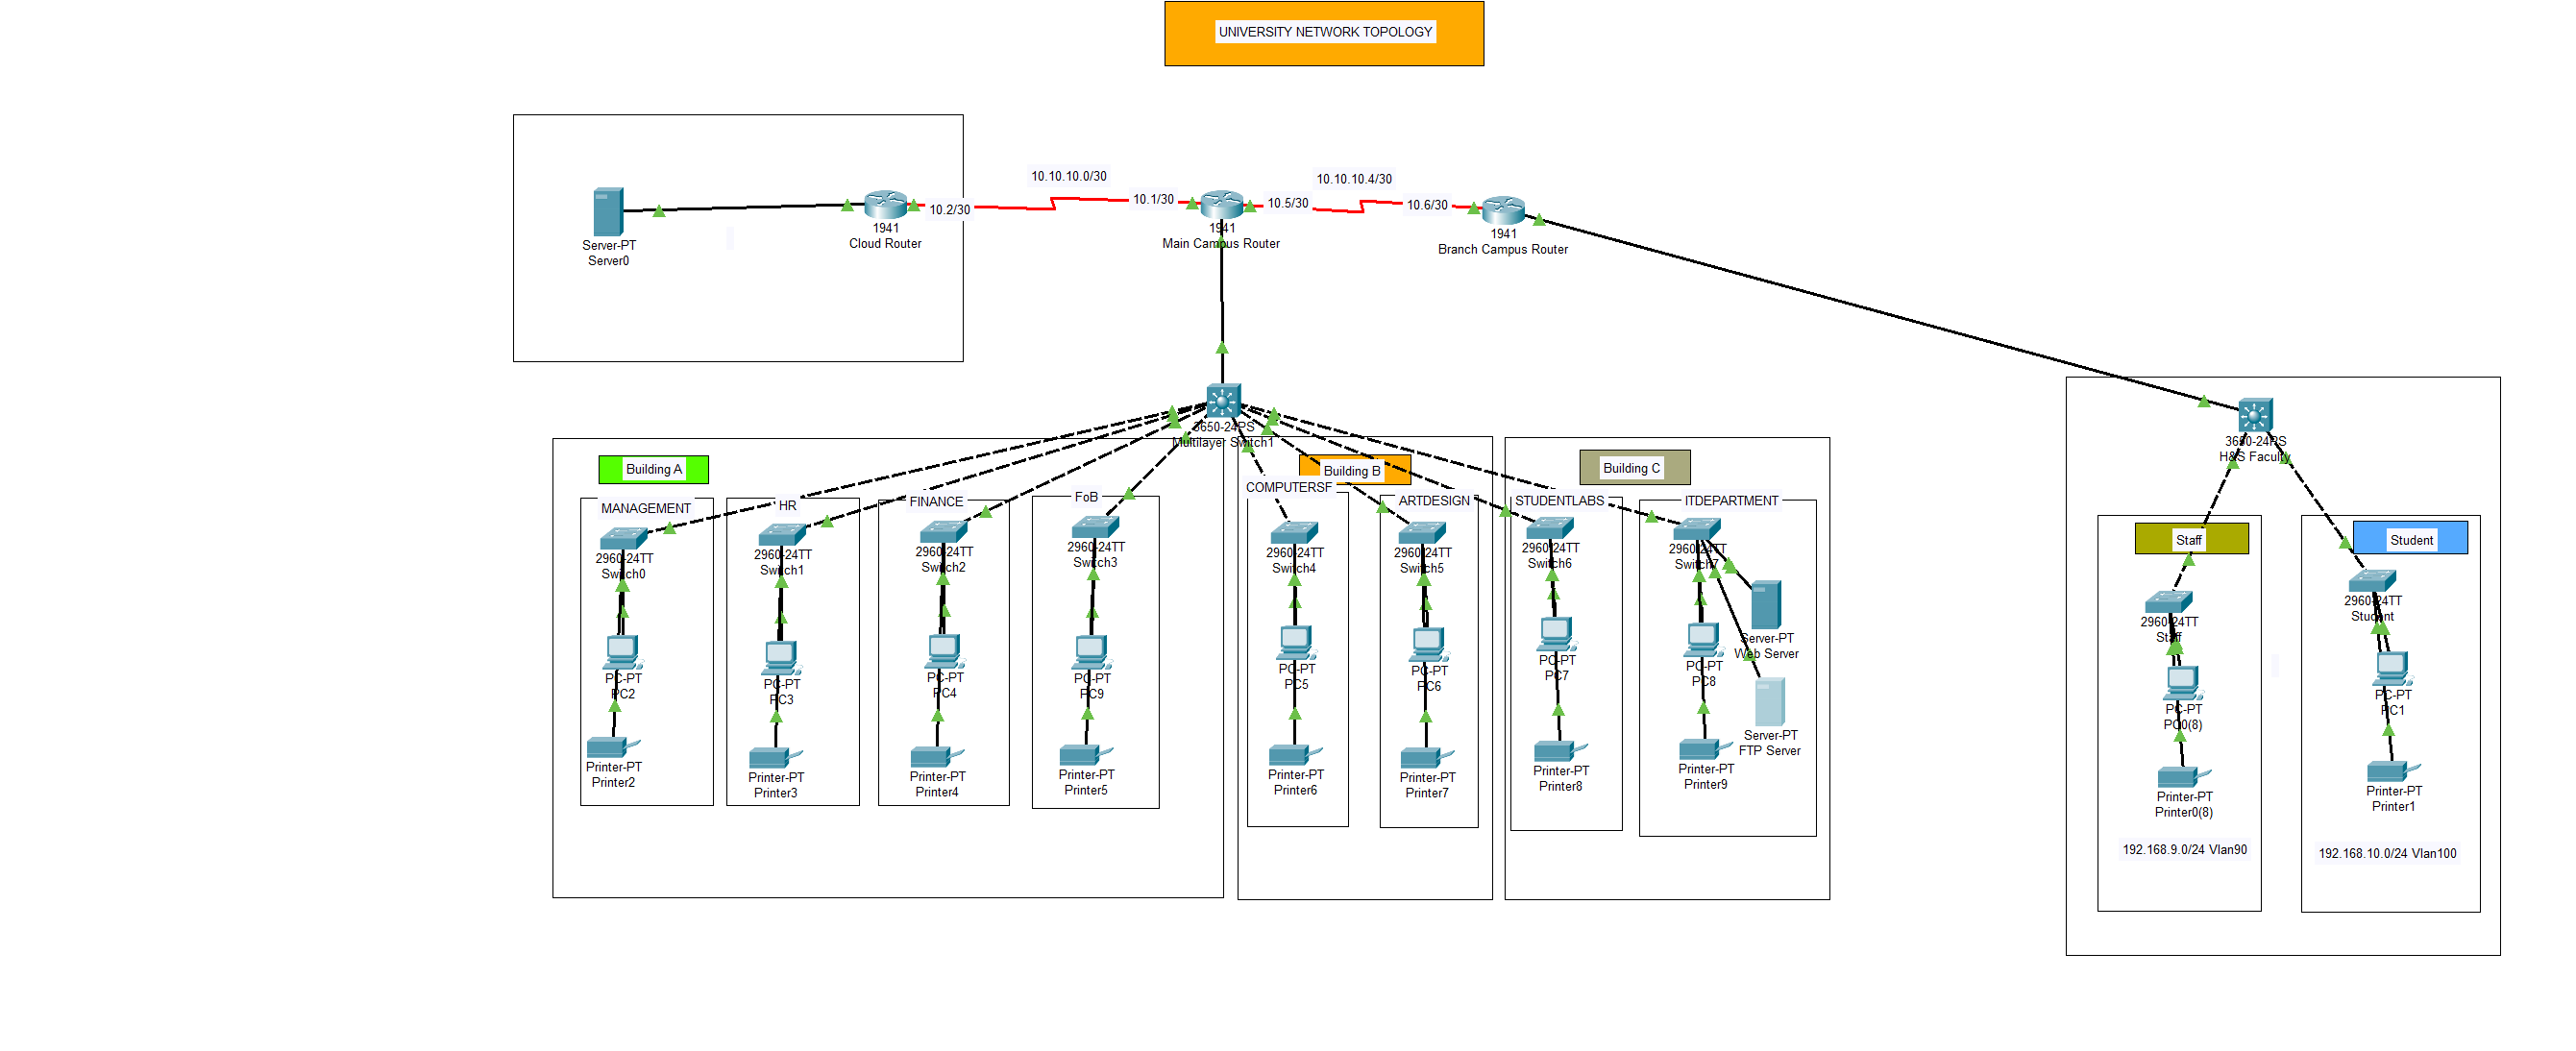 UNIVERSITY NETWORK TOPOLOGY
10.10.10.0/30
10.10.10.4/30
10.2/30
10.1/30
10.5/30
10.6/30
Server-PT
Server0
1941
Cloud Router
1941
Main Campus Router
1941
Branch Campus Router
3650-24PS
Multilayer Switch1
3650-24PS
H&S Faculty
Building A
Building B
Building C
MANAGEMENT
HR
FINANCE
FoB
COMPUTERSF
ARTDESIGN
STUDENTLABS
ITDEPARTMENT
Staff
Student
2960-24TT
Switch0
2960-24TT
Switch1
2960-24TT
Switch2
2960-24TT
Switch3
2960-24TT
Switch4
2960-24TT
Switch5
2960-24TT
Switch6
2960-24TT
Switch7
2960-24TT
Staff
2960-24TT
Student
PC-PT
PC2
PC-PT
PC3
PC-PT
PC4
PC-PT
PC9
PC-PT
PC5
PC-PT
PC6
PC-PT
PC7
PC-PT
PC8
Server-PT
Web Server
Server-PT
FTP Server
PC-PT
PC0(8)
PC-PT
PC1
Printer-PT
Printer2
Printer-PT
Printer3
Printer-PT
Printer4
Printer-PT
Printer5
Printer-PT
Printer6
Printer-PT
Printer7
Printer-PT
Printer8
Printer-PT
Printer9
Printer-PT
Printer0(8)
Printer-PT
Printer1
192.168.9.0/24 Vlan90
192.168.10.0/24 Vlan100